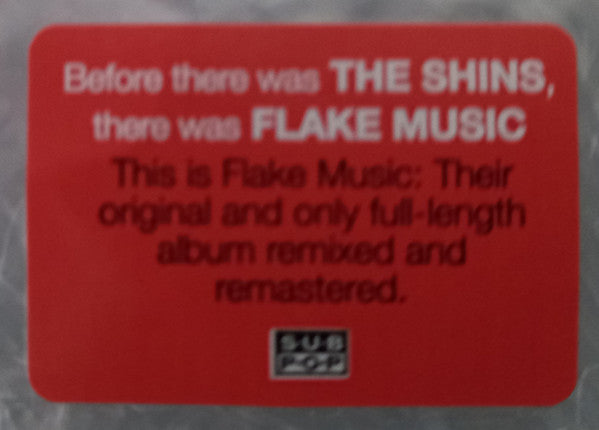 Before there was THE SHINS,
there was FLAKE MUSIC
This is Flake Music: Their
original and only full-length
album remixed and
remastered.
SUB
POP